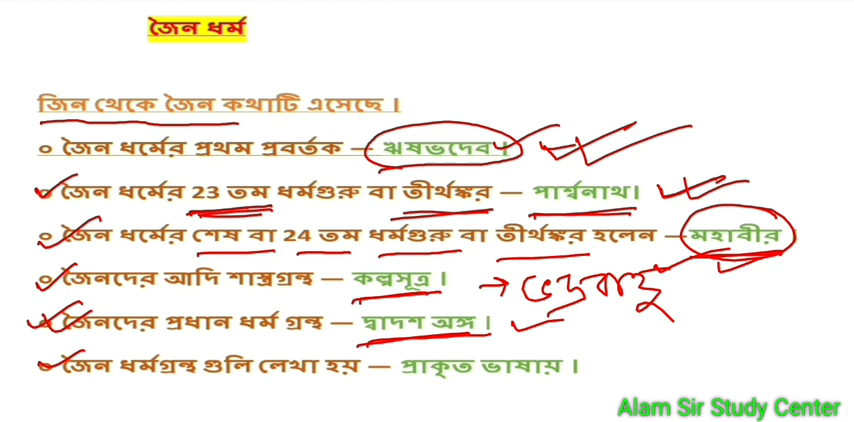 জৈন ধর্ম
জিন থেকে জৈন কথাটি এসেছে ।
০ জৈন ধর্মের প্রথম প্রবর্তক — ঋষভদেব ।
০ জৈন ধর্মের 23 তম ধর্মগুরু বা তীর্থঙ্কর — পার্শ্বনাথ।
০ জৈন ধর্মের শেষ বা 24 তম ধর্মগুরু বা তীর্থঙ্কর হলেন — মহাবীর
০ জৈনদের আদি শাস্ত্রগ্রন্থ — কল্পসূত্র । → ভদ্রবাহু
০ জৈনদের প্রধান ধর্ম গ্রন্থ — দ্বাদশ অঙ্গ ।
০ জৈন ধর্মগ্রন্থ গুলি লেখা হয় — প্রাকৃত ভাষায় ।
Alam Sir Study Center